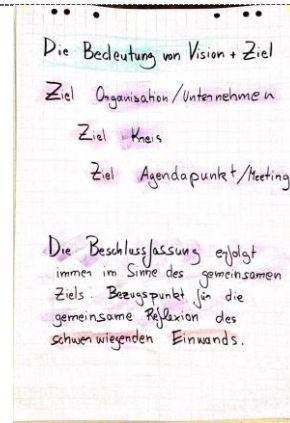 Die Bedeutung von Vision + Ziel
Ziel Organisation/Unternehmen
Ziel Kreis
Ziel Agendapunkt/Meeting
Die Beschlussfassung erfolgt
immer im Sinne des gemeinsamen
Ziels. Bezugspunkt für die
gemeinsame Reflexion des
schwerwiegenden Einwands.